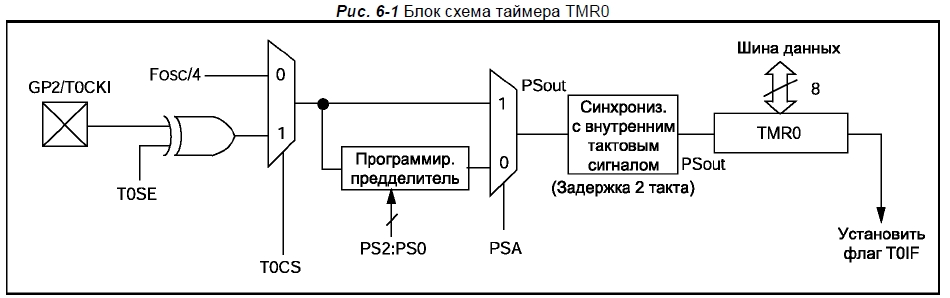 Рис. 6-1 Блок схема таймера TMR0
Шина данных
8
GP2/T0CKI
FOSC/4
0
1
T0SE
T0CS
Программир.
предделитель
PS2:PS0
1
0
PSA
PSout
Синхрониз.
с внутренним
тактовым
сигналом
(Задержка 2 такта)
PSout
TMR0
Установить
флаг T0IF